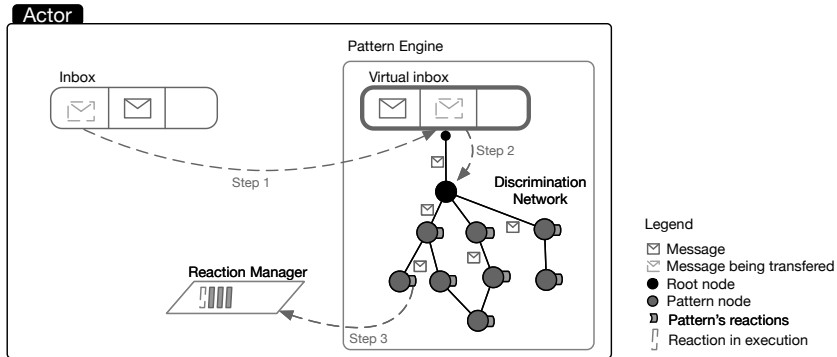 Actor
Pattern Engine
Inbox
Virtual inbox
Step 1
Step 2
Discrimination
Network
Reaction Manager
Step 3
Legend
Message
Message being transfered
Root node
Pattern node
Pattern's reactions
Reaction in execution